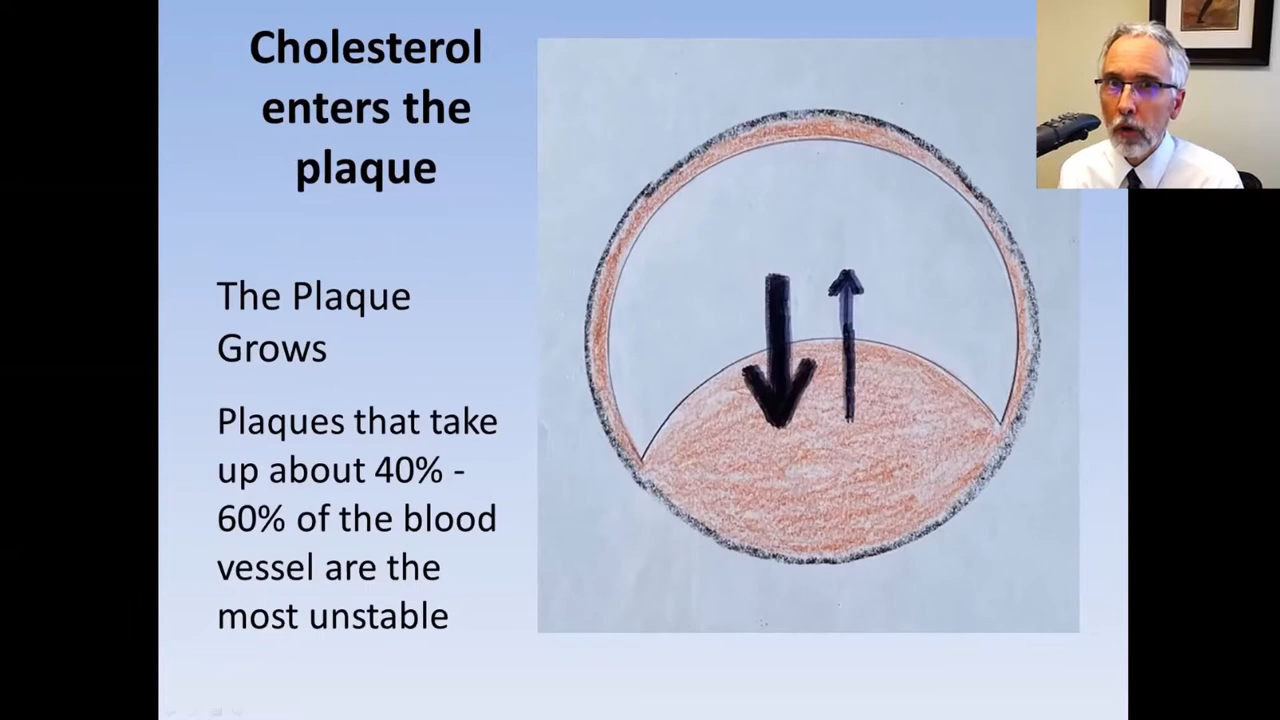 Cholesterol
enters the
plaque
The Plaque
Grows
Plaques that take
up about 40% -
60% of the blood
vessel are the
most unstable